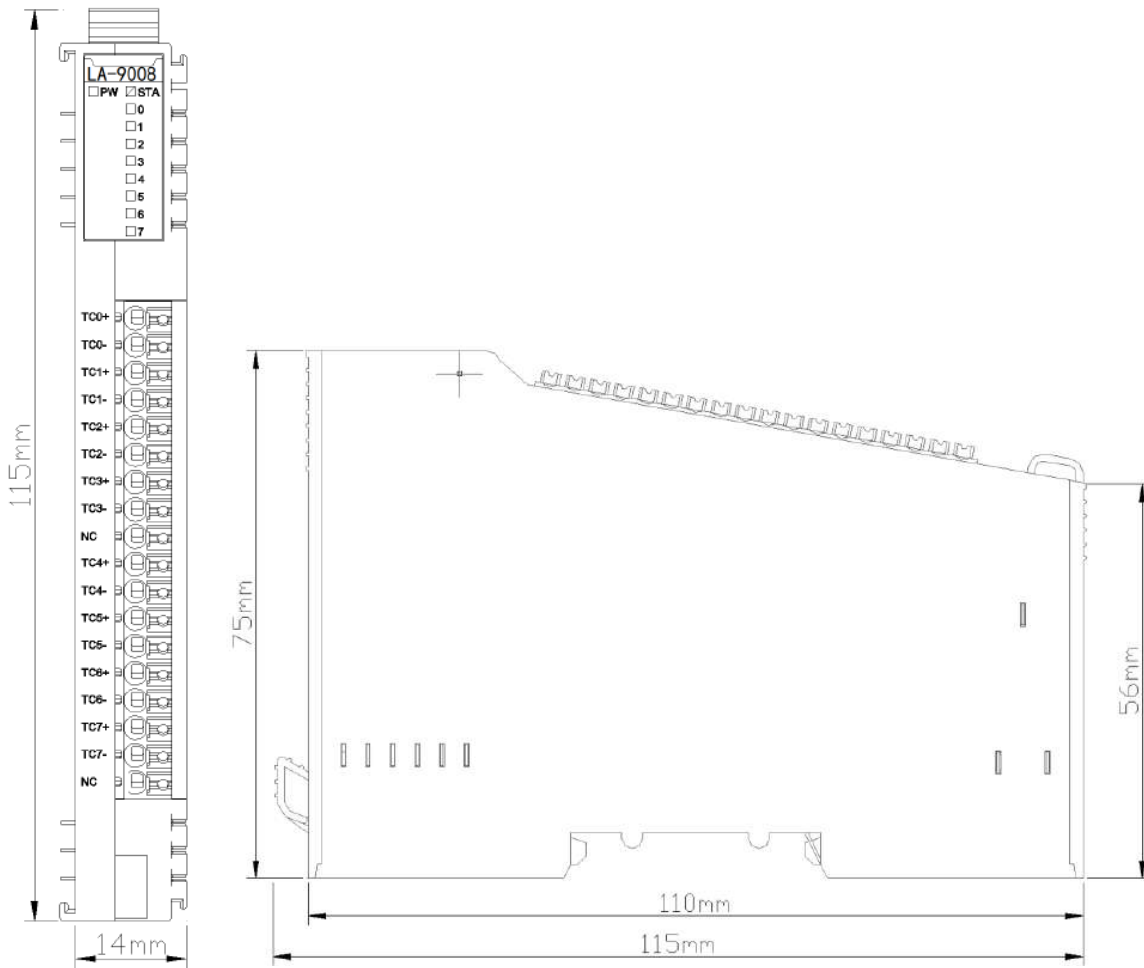 LA-9008
PW STA
0
1
2
3
4
5
6
7
TC0+
TC0-
TC1+
TC1-
TC2+
TC2-
TC3+
TC3-
NC
TC4+
TC4-
TC5+
TC5-
TC6+
TC6-
TC7+
TC7-
NC
115mm
14mm
75mm
56mm
110mm
115mm